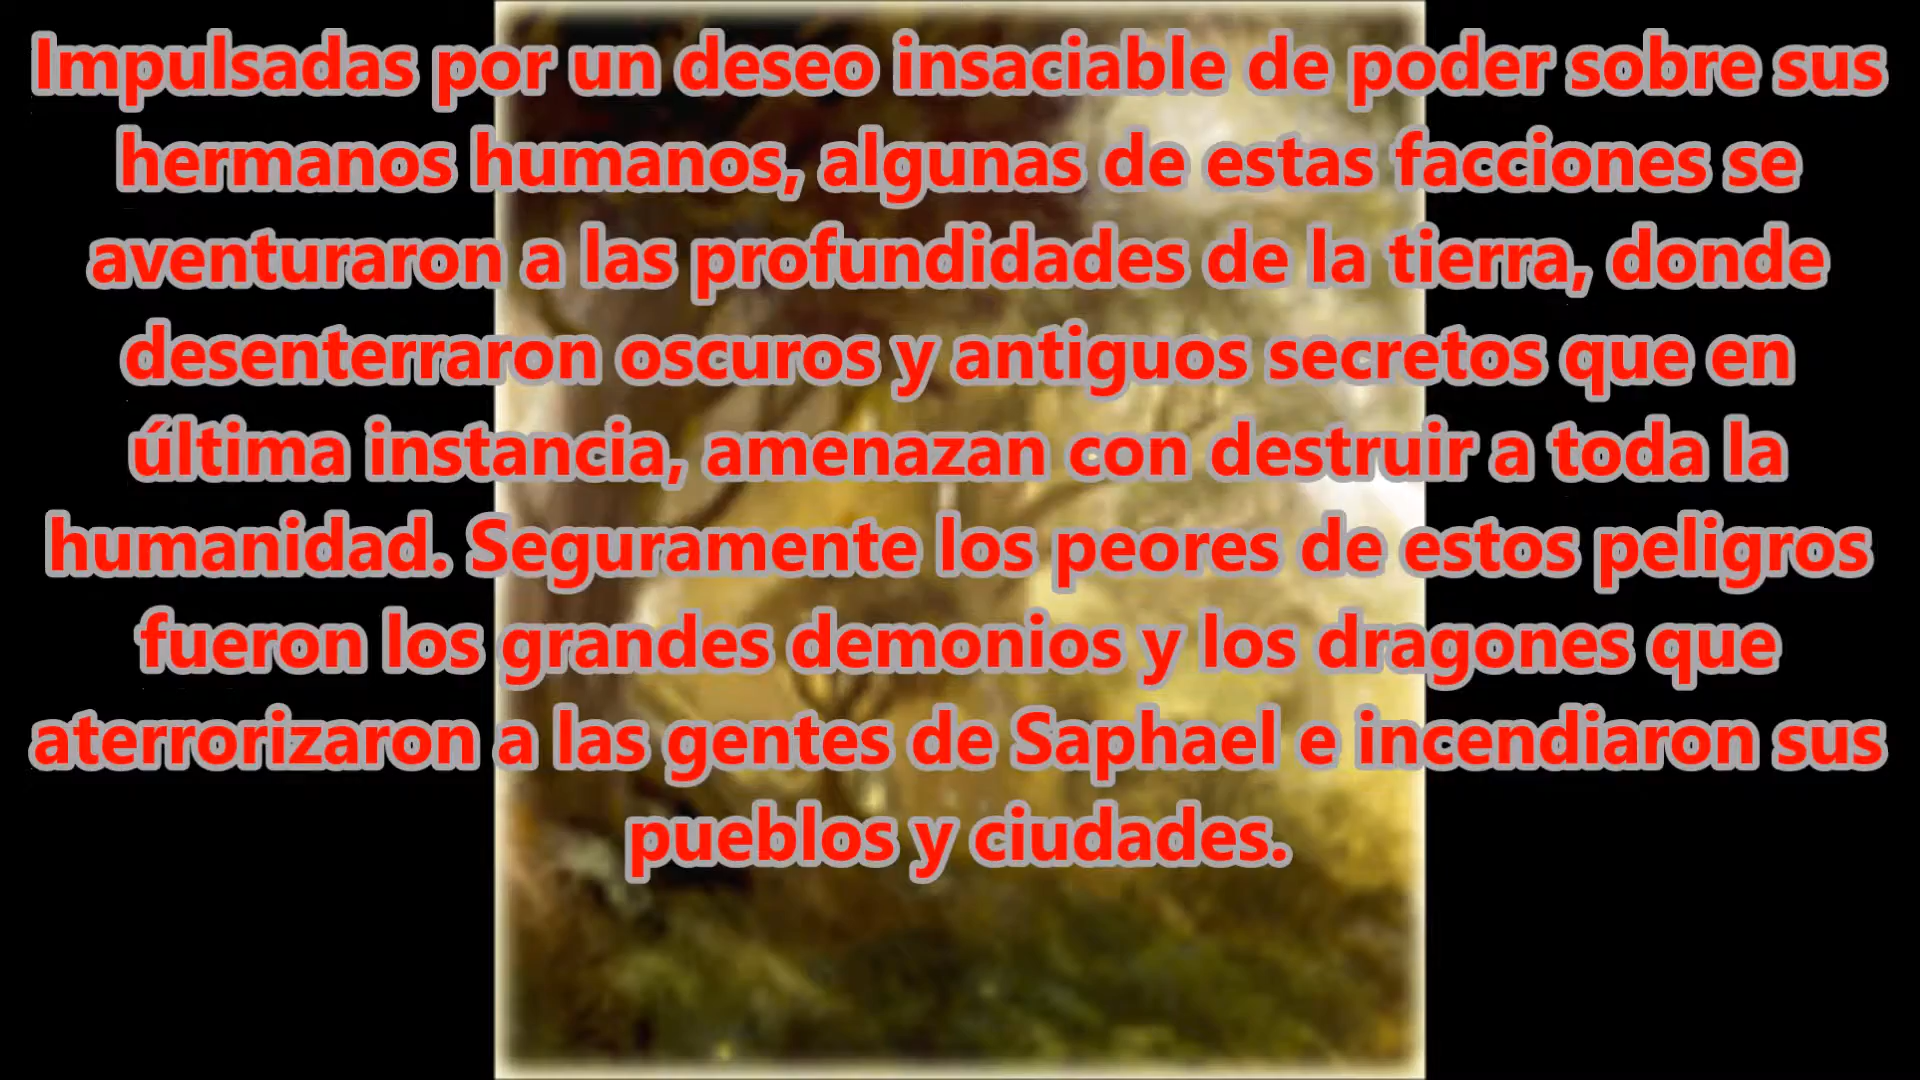 Impulsadas por un deseo insaciable de poder sobre sus
hermanos humanos, algunas de estas facciones se
aventuraron a las profundidades de la tierra, donde
desenterraron oscuros y antiguos secretos que en
última instancia, amenazan con destruir a toda la
humanidad. Seguramente los peores de estos peligros
fueron los grandes demonios y los dragones que
aterrorizaron a las gentes de Saphael e incendiaron sus
pueblos y ciudades.